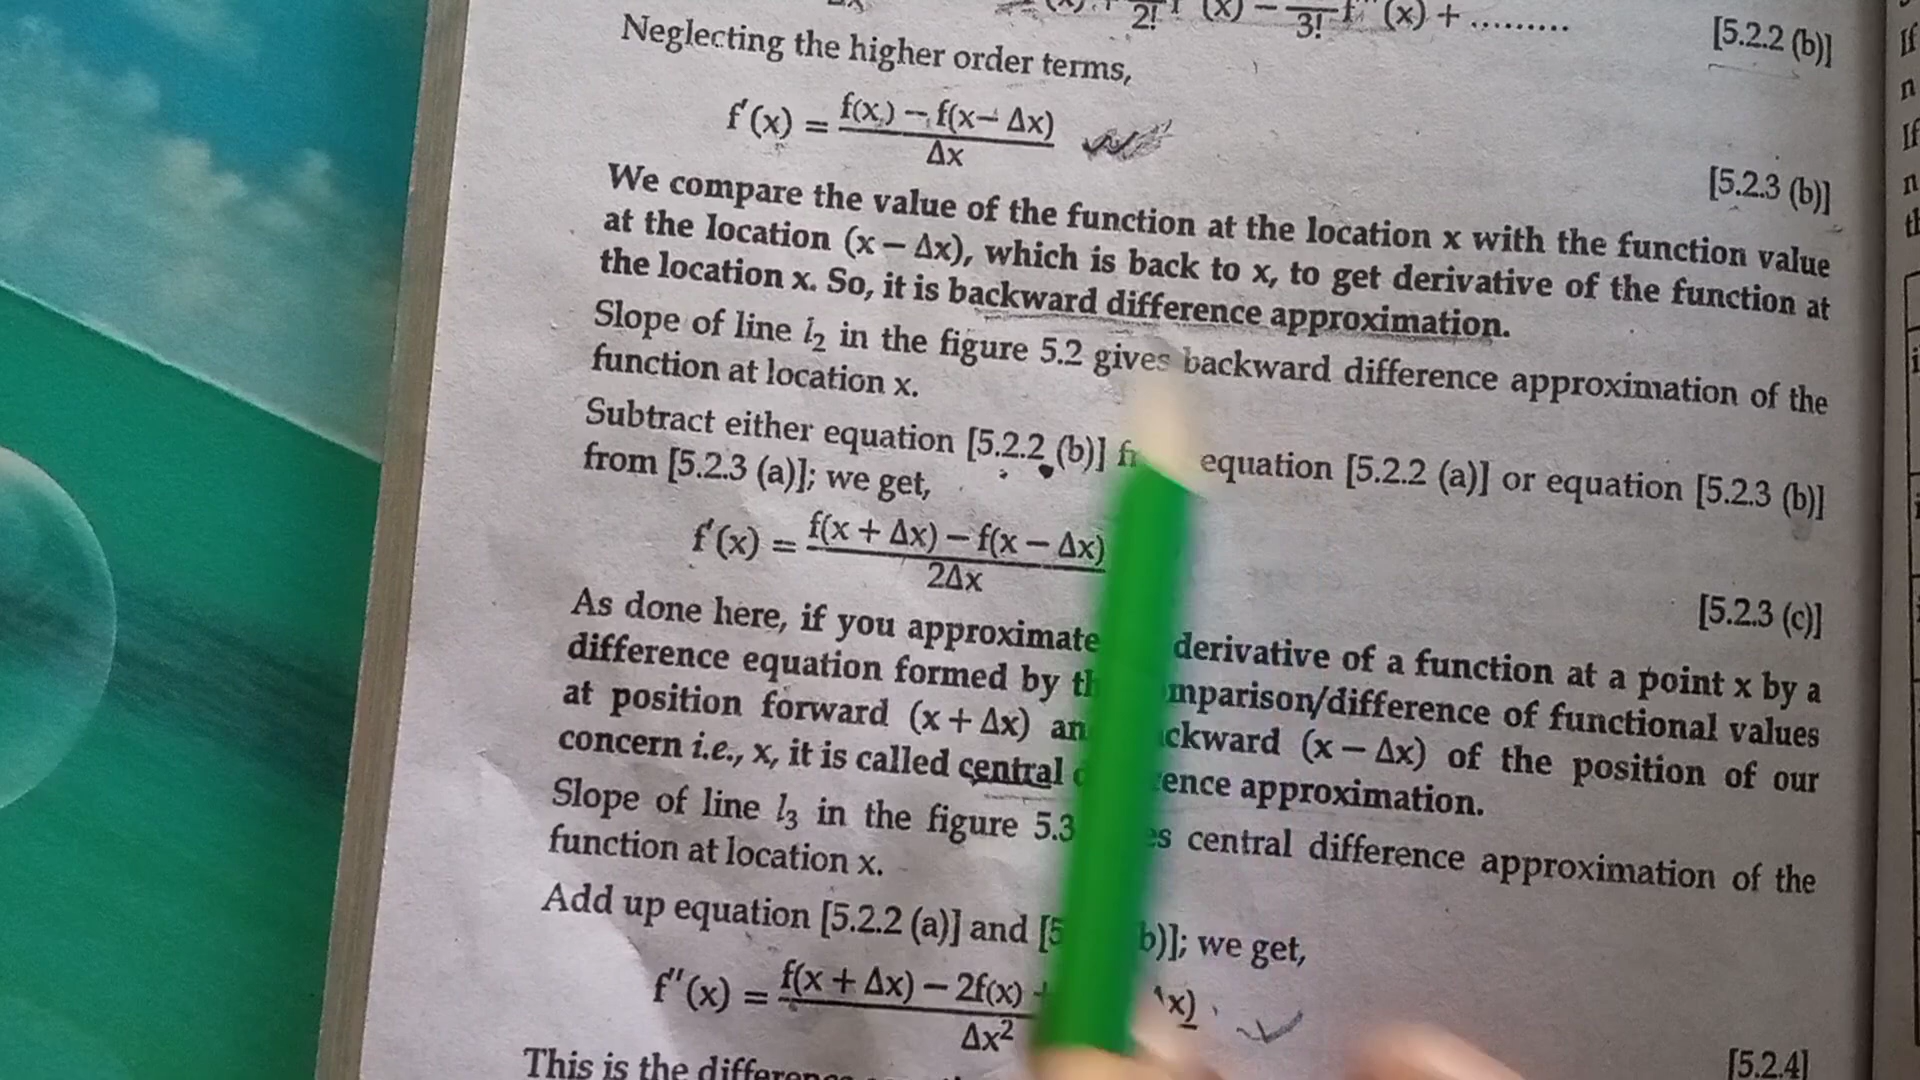 2! (x) − 3! f (x) + ......... [5.2.2 (b)]
Neglecting the higher order terms,
f'(x) = f(x) − f(x − Δx)
Δx
[5.2.3 (b)]
We compare the value of the function at the location x with the function value
at the location (x − Δx), which is back to x, to get derivative of the function at
the location x. So, it is backward difference approximation.
Slope of line l2 in the figure 5.2 gives backward difference approximation of the
function at location x.
Subtract either equation [5.2.2 (b)] equation [5.2.2 (a)] or equation [5.2.3 (b)]
from [5.2.3 (a)]; we get,
f'(x) = f(x + Δx) − f(x − Δx)
2Δx
[5.2.3 (c)]
As done here, if you approximate derivative of a function at a point x by a
difference equation formed by mparison/difference of functional values
at position forward (x + Δx) ckward (x − Δx) of the position of our
concern i.e., x, it is called central ence approximation.
Slope of line l3 in the figure 5.3 es central difference approximation of the
function at location x.
Add up equation [5.2.2 (a)] and [5 b)]; we get,
f''(x) = f(x + Δx) − 2f(x) x)
Δx²
[5.2.4]
This is the